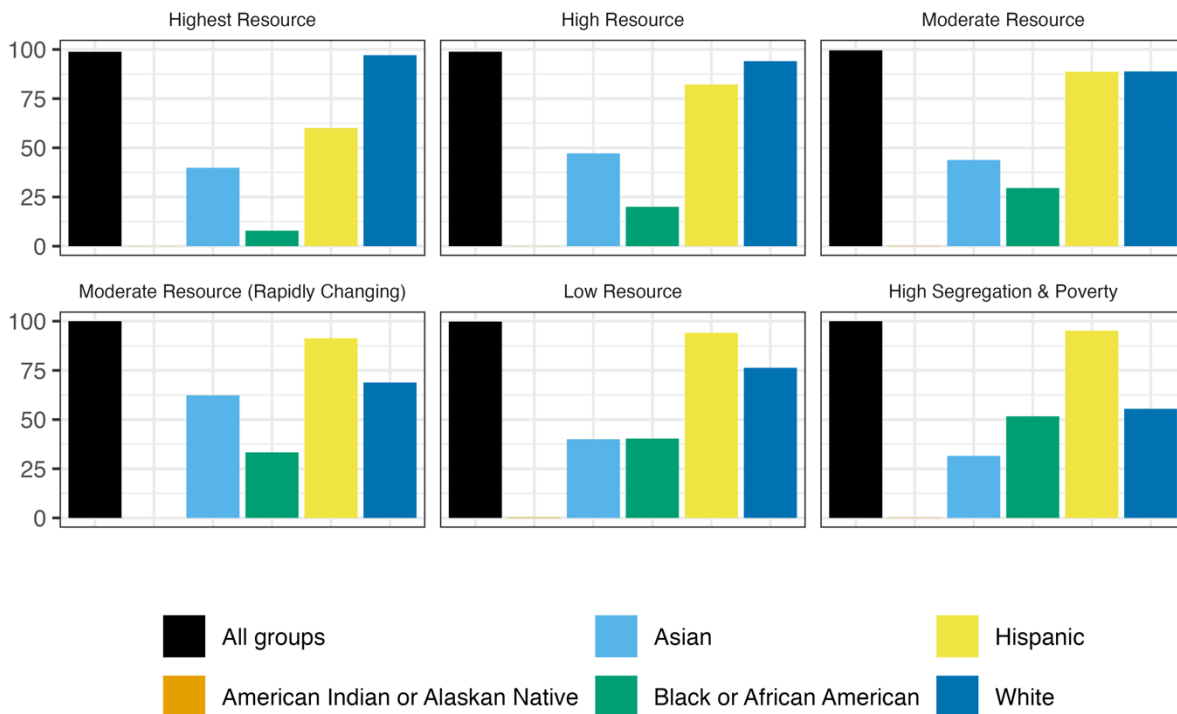 Highest Resource High Resource Moderate Resource
100
75
50
25
0
Moderate Resource (Rapidly Changing) Low Resource High Segregation & Poverty
100
75
50
25
0
All groups Asian Hispanic
American Indian or Alaskan Native Black or African American White